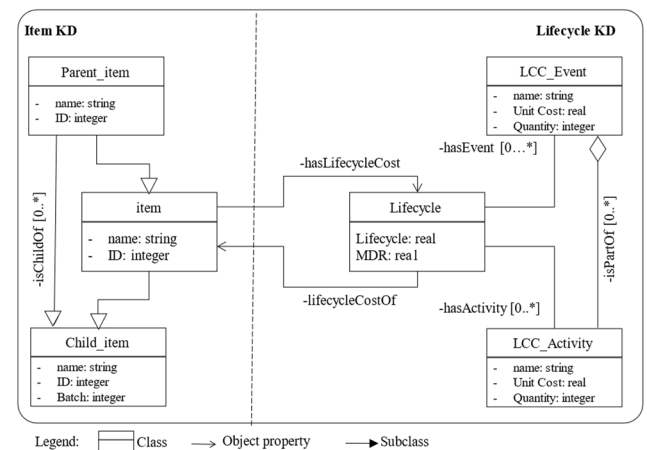 Item KD
Lifecycle KD
Parent_item
- name: string
- ID: integer
LCC_Event
- name: string
- Unit Cost: real
- Quantity: integer
-hasLifecycleCost
-hasEvent [0…*]
-isChildOf [0..*]
item
- name: string
- ID: integer
Lifecycle
Lifecycle: real
MDR: real
-isPartOf [0..*]
-lifecycleCostOf
-hasActivity [0..*]
Child_item
- name: string
- ID: integer
- Batch: integer
LCC_Activity
- name: string
- Unit Cost: real
- Quantity: integer
Legend: Class Object property Subclass